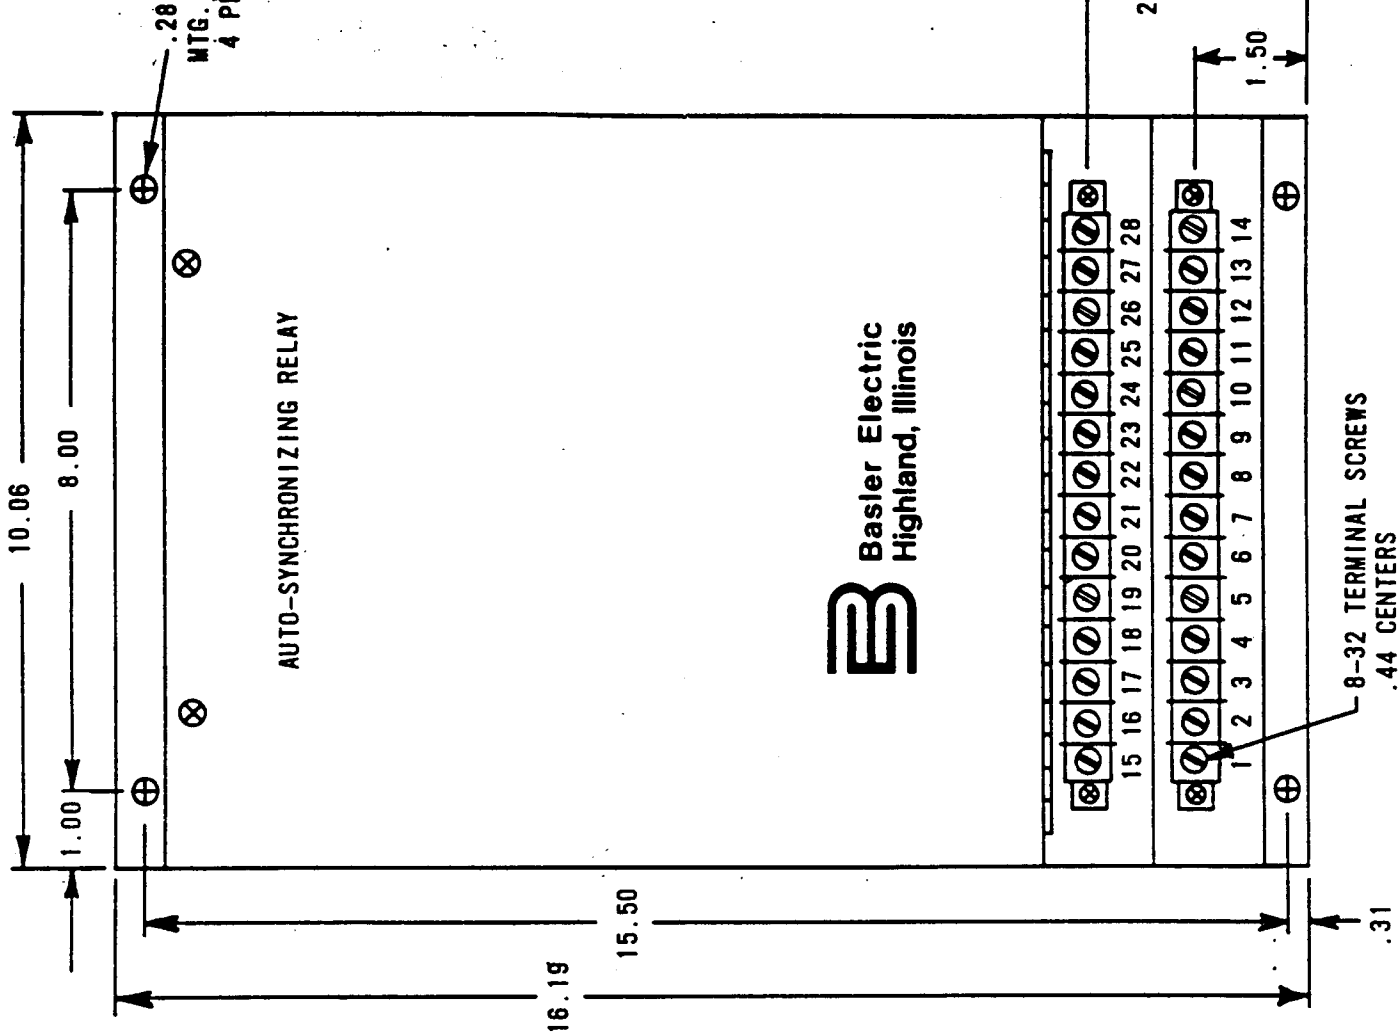 10.06
8.00
1.00
.28
MTG.
4
AUTO-SYNCHRONIZING RELAY
Basler Electric
Highland, Illinois
15 16 17 18 19 20 21 22 23 24 25 26 27 28
1 2 3 4 5 6 7 8 9 10 11 12 13 14
2
1.50
8-32 TERMINAL SCREWS
.44 CENTERS
15.50
16.19
.31